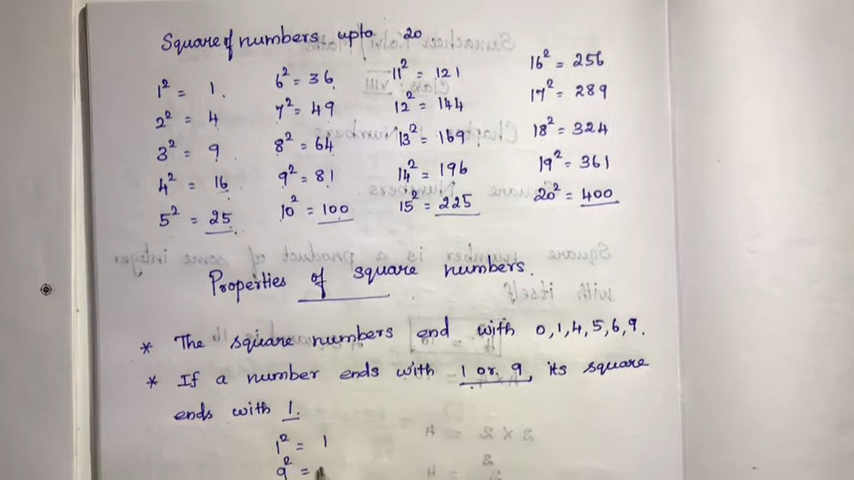 Square of numbers upto 20
1² = 1.
2² = 4
3² = 9
4² = 16
5² = 25
6² = 36
7² = 49
8² = 64
9² = 81
10² = 100
11² = 121
12² = 144
13² = 169
14² = 196
15² = 225
16² = 256
17² = 289
18² = 324
19² = 361
20² = 400
Properties of square numbers.
* The square numbers end with 0,1,4,5,6,9.
* If a number ends with 1 or 9, its square
ends with 1.
1² = 1
9² =